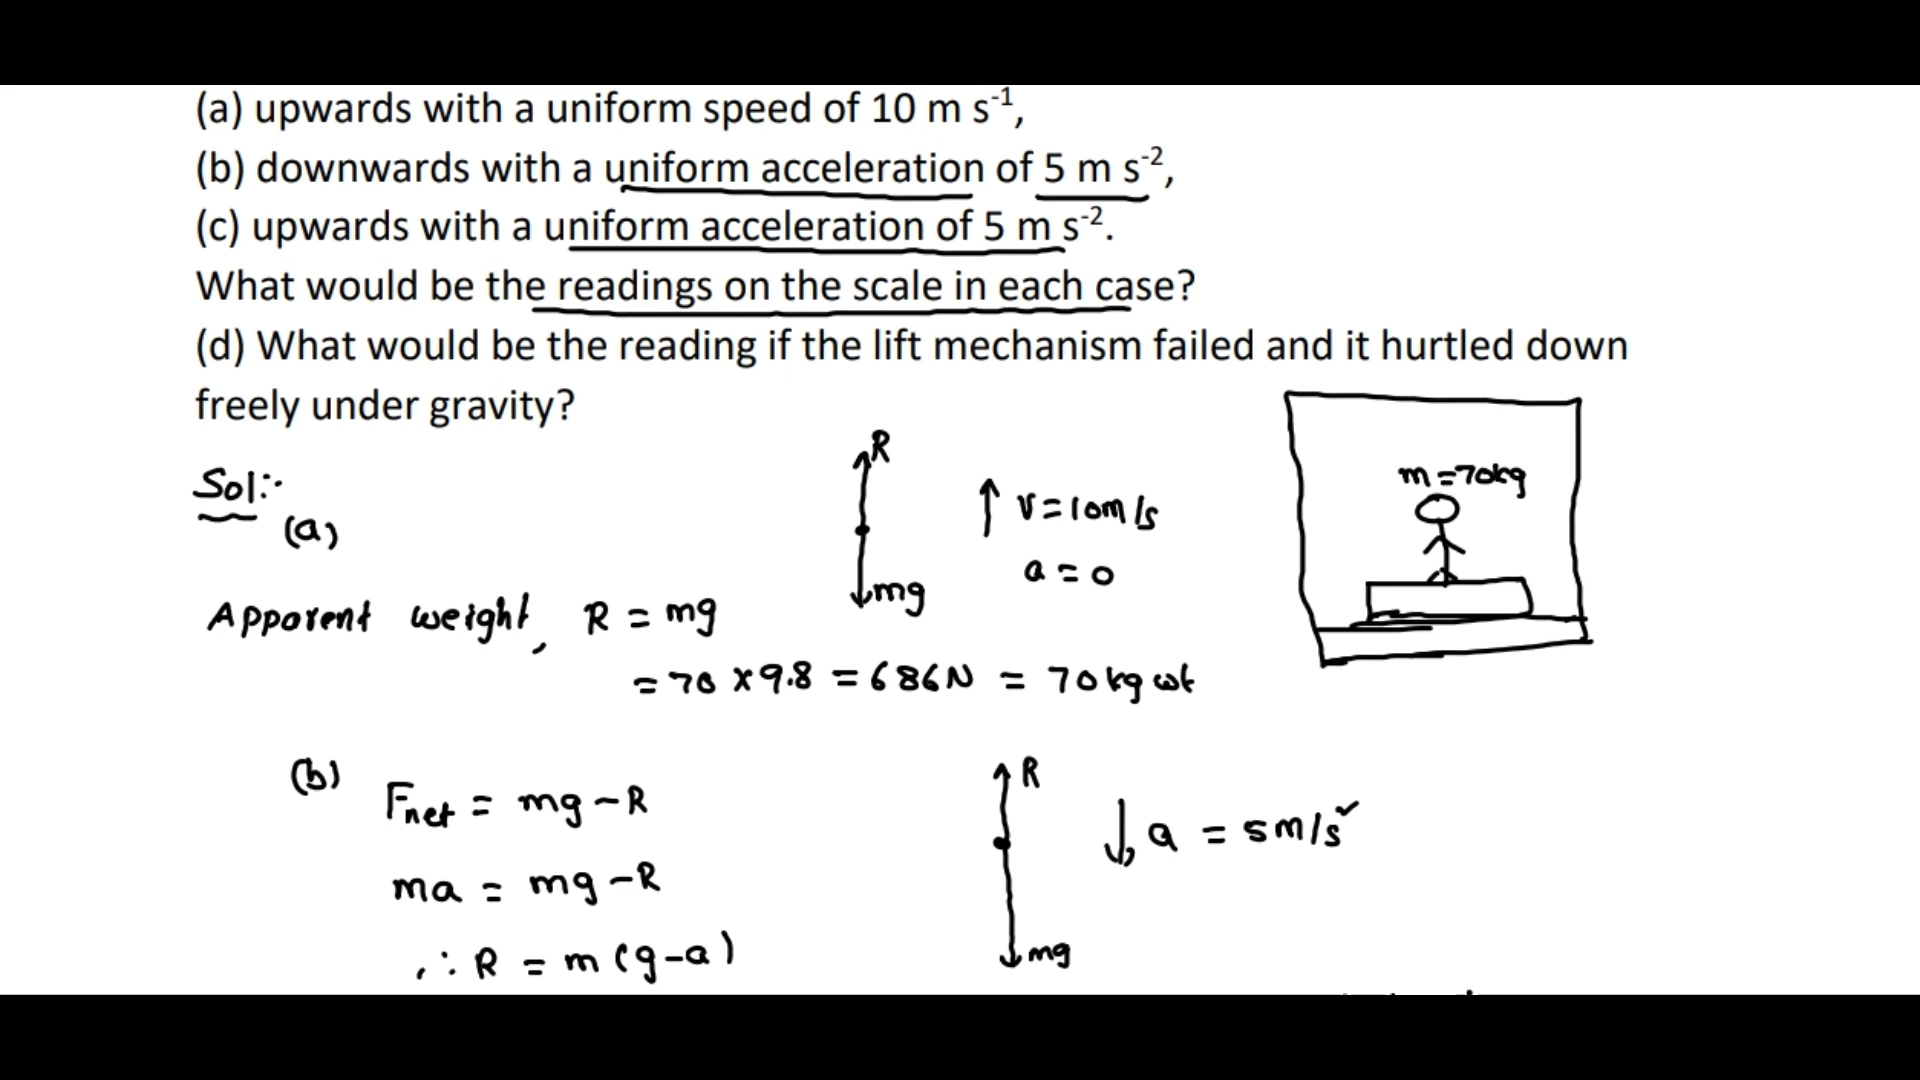 (a) upwards with a uniform speed of 10 m s⁻¹,
(b) downwards with a uniform acceleration of 5 m s⁻²,
(c) upwards with a uniform acceleration of 5 m s⁻².
What would be the readings on the scale in each case?
(d) What would be the reading if the lift mechanism failed and it hurtled down
freely under gravity?
Sol:-
(a)
R
mg
↑ v = 10m/s
a = 0
m = 70kg
Apparent weight, R = mg
= 70 × 9.8 = 686N = 70 kg wt
(b)
Fnet = mg - R
ma = mg - R
∴ R = m (g-a)
R
mg
↓, a = 5m/s²